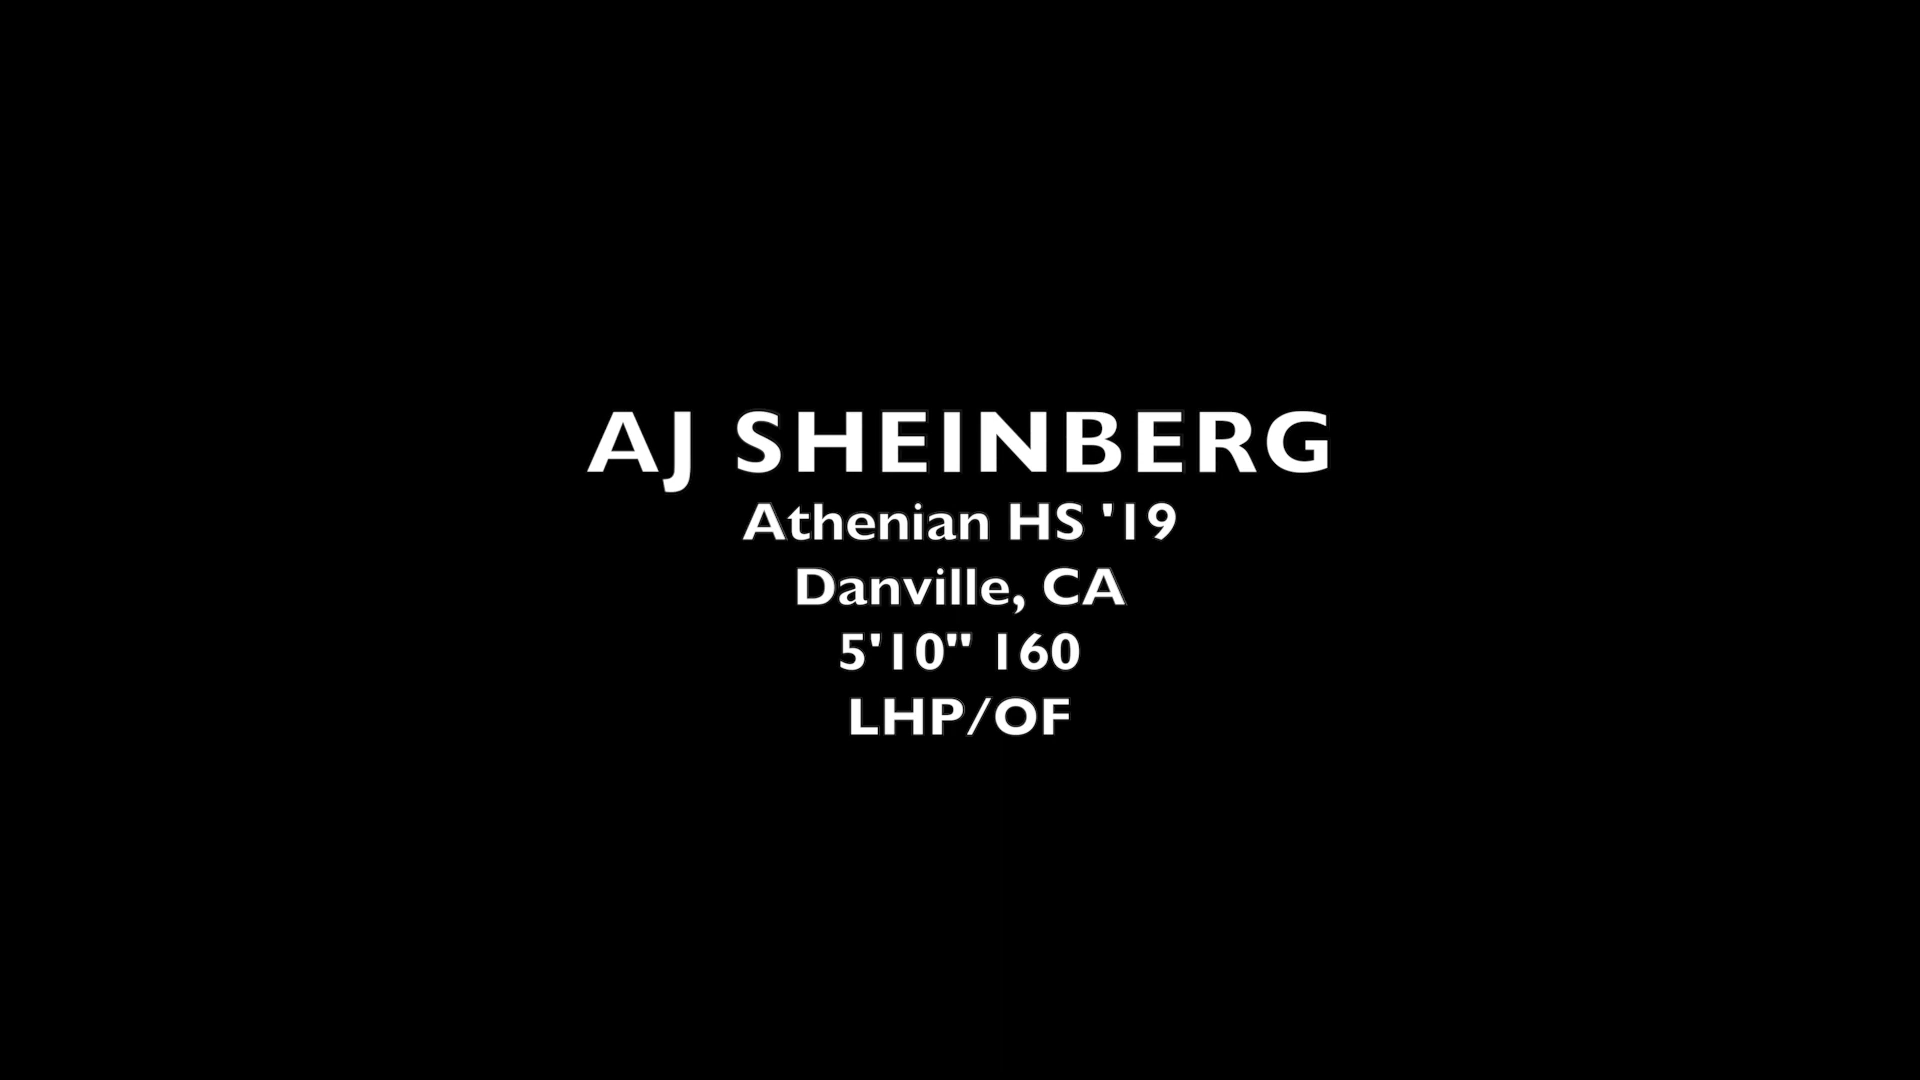 AJ SHEINBERG
Athenian HS '19
Danville, CA
5'10" 160
LHP/OF